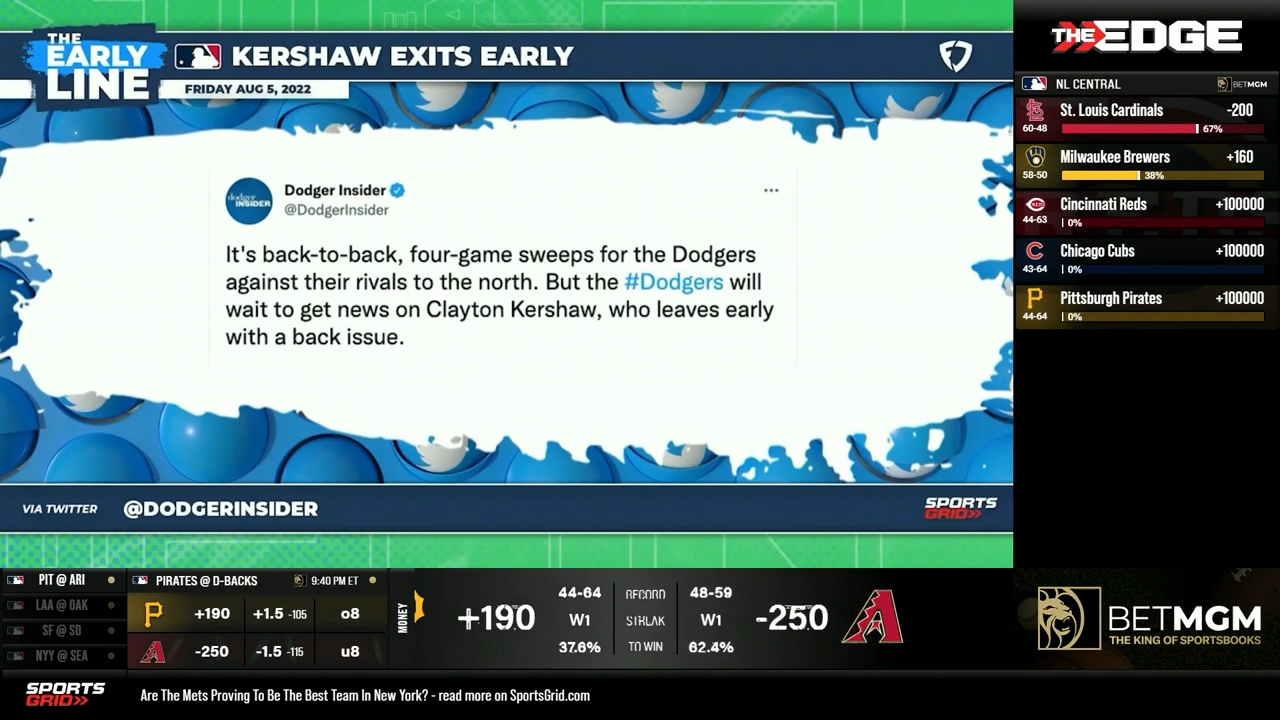 THE
EARLY
LINE
KERSHAW EXITS EARLY
FRIDAY AUG 5, 2022
dodger
INSIDER
Dodger Insider
@DodgerInsider
...
It's back-to-back, four-game sweeps for the Dodgers
against their rivals to the north. But the #Dodgers will
wait to get news on Clayton Kershaw, who leaves early
with a back issue.
VIA TWITTER @DODGERINSIDER
SPORTS
GRID
THE EDGE
NL CENTRAL BETMGM
St. Louis Cardinals -200
60-48 67%
Milwaukee Brewers +160
58-50 38%
Cincinnati Reds +100000
44-63 0%
Chicago Cubs +100000
43-64 0%
Pittsburgh Pirates +100000
44-64 0%
PIT @ ARI
LAA @ OAK
SF @ SD
NYY @ SEA
PIRATES @ D-BACKS 9:40 PM ET
+190 +1.5 -105 o8
-250 -1.5 -115 u8
MONEY
+190 44-64 RECORD 48-59 -250
W1 STREAK W1
37.6% TO WIN 62.4%
BETMGM
THE KING OF SPORTSBOOKS
SPORTS
GRID
Are The Mets Proving To Be The Best Team In New York? - read more on SportsGrid.com